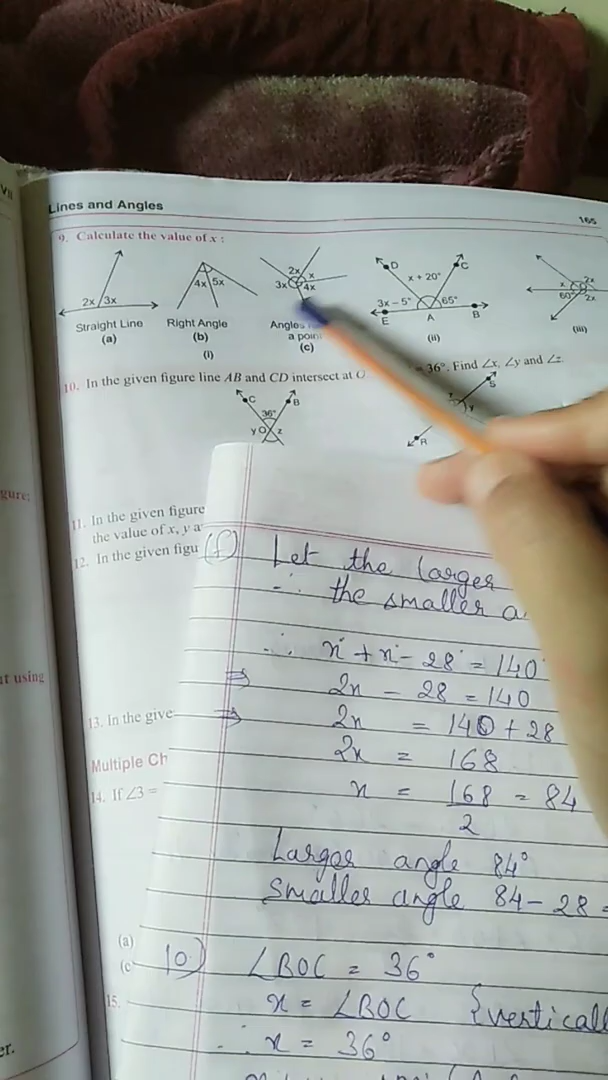 Lines and Angles
165
9. Calculate the value of x :
2x 3x
Straight Line
(a)
4x 5x
Right Angle
(b)
(i)
2x x
3x 4x
Angles
a point
(c)
D C
x + 20°
3x – 5° 65°
E A B
(ii)
x 2x
60° 2x
(iii)
10. In the given figure line AB and CD intersect at O
= 36°. Find ∠x, ∠y and ∠z.
C B
36°
y O z
S
y
R
gure;
11. In the given figure
the value of x, y a
12. In the given figu
(f) Let the larger
∴ the smaller a
∴ x + x - 28 = 140
⇒ 2x - 28 = 140
⇒ 2x = 140 + 28
2x = 168
x = 168/2 = 84
Larger angle 84°
Smaller angle 84 - 28 =
t using
13. In the give
Multiple Ch
14. If ∠3 =
(a)
(c
15.
er.
10) ∠BOC = 36°
x = ∠BOC {verticall
∴ x = 36°